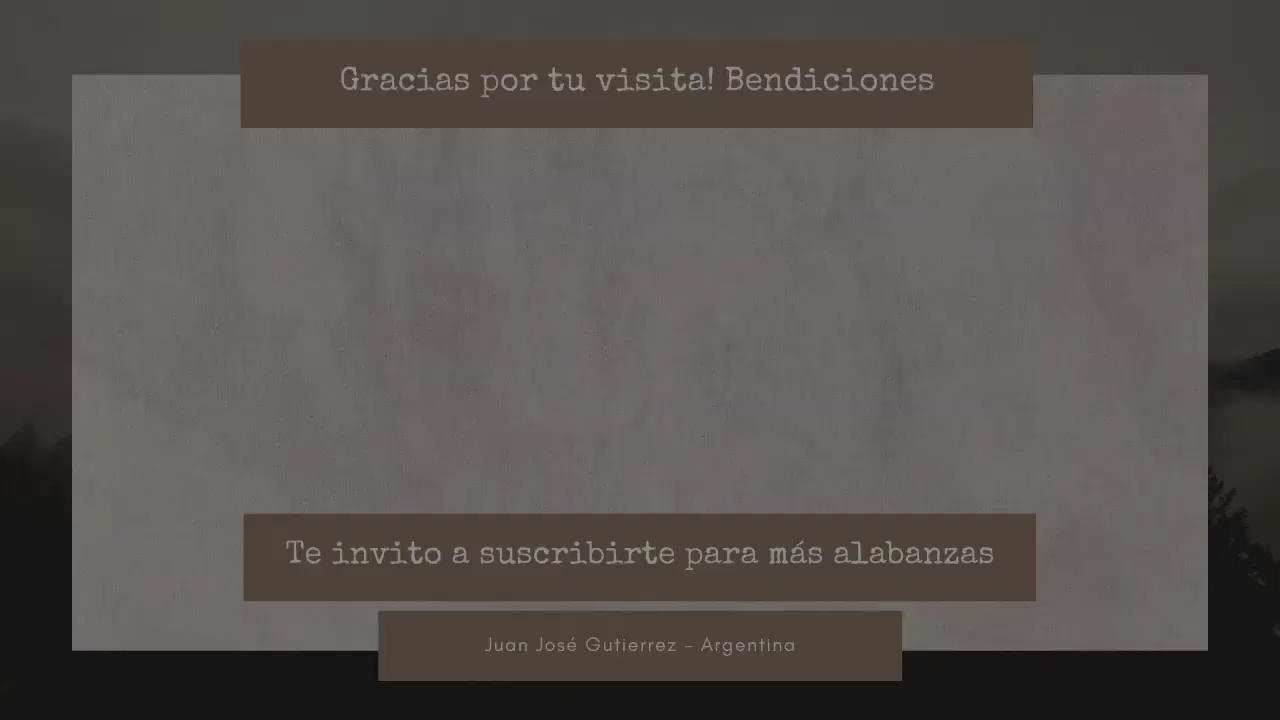 Gracias por tu visita! Bendiciones
Te invito a suscribirte para más alabanzas
Juan José Gutierrez - Argentina